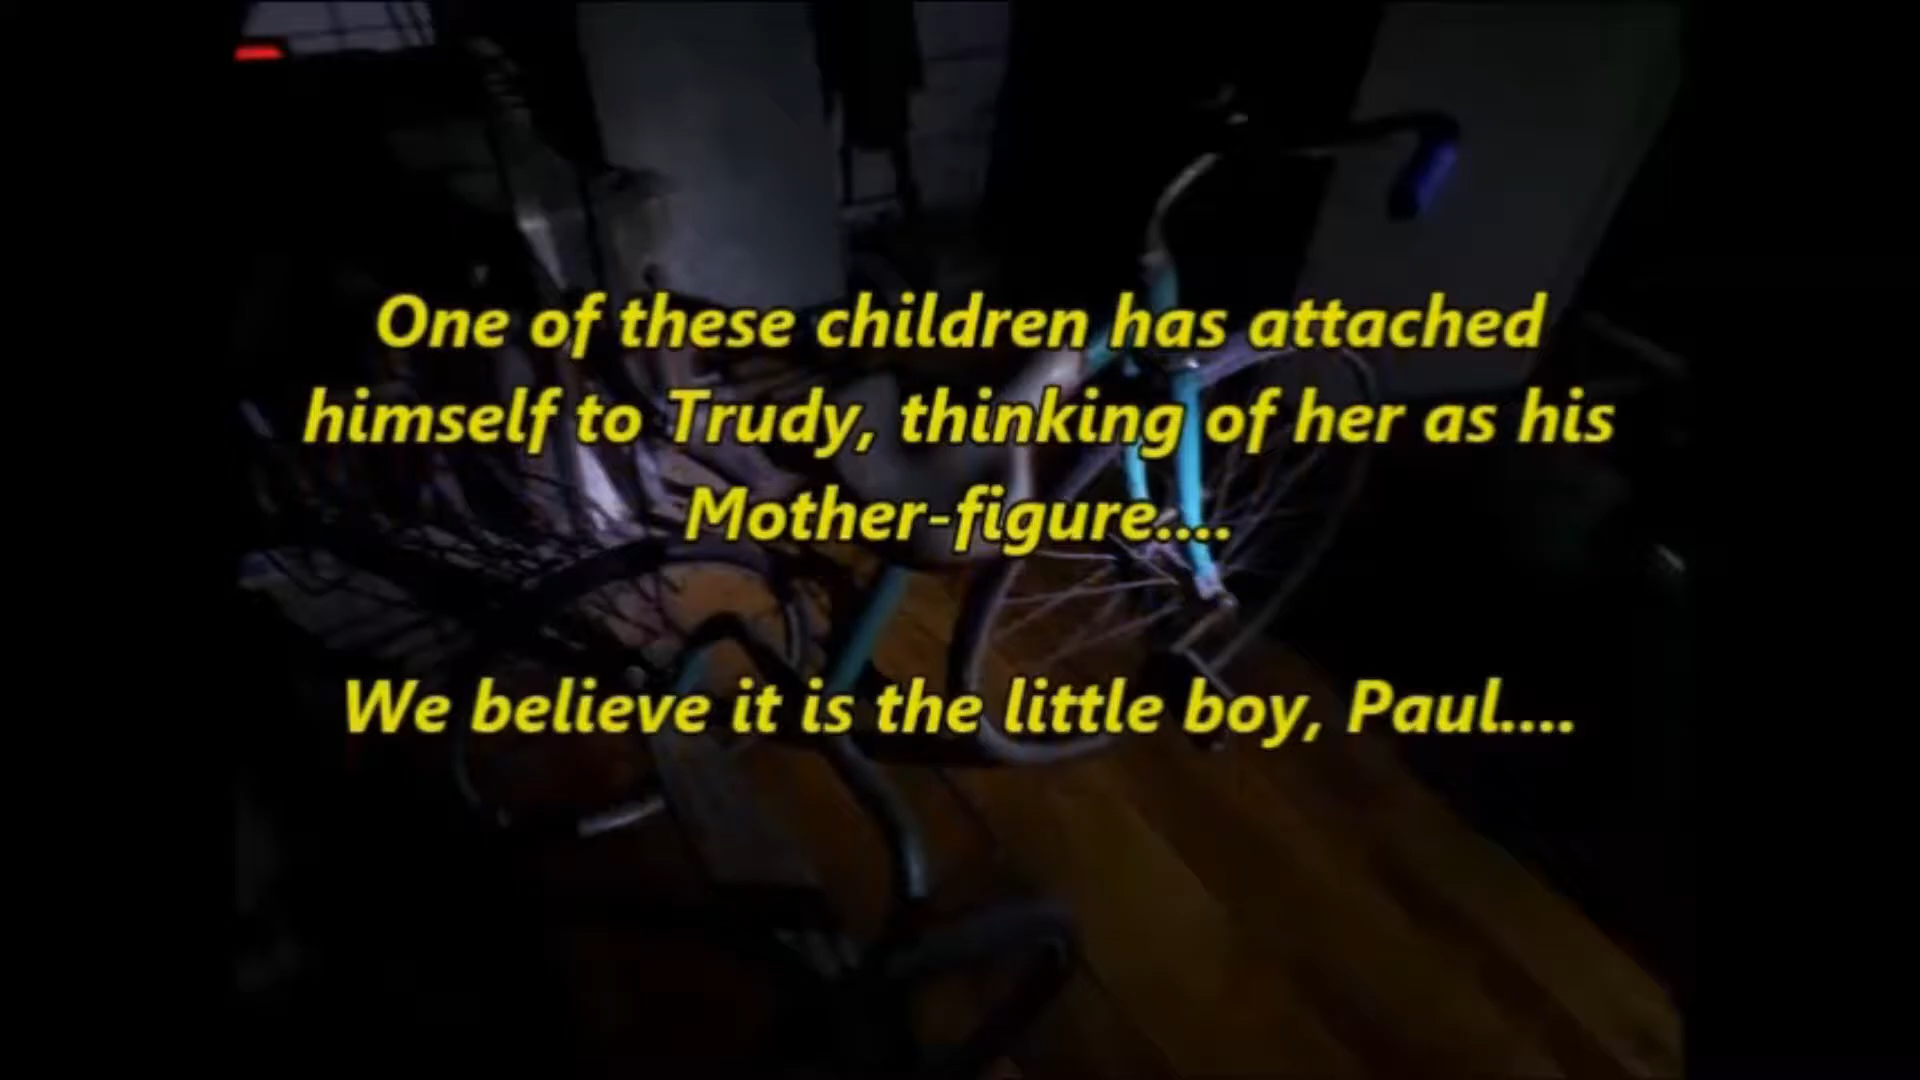 One of these children has attached
himself to Trudy, thinking of her as his
Mother-figure....
We believe it is the little boy, Paul....